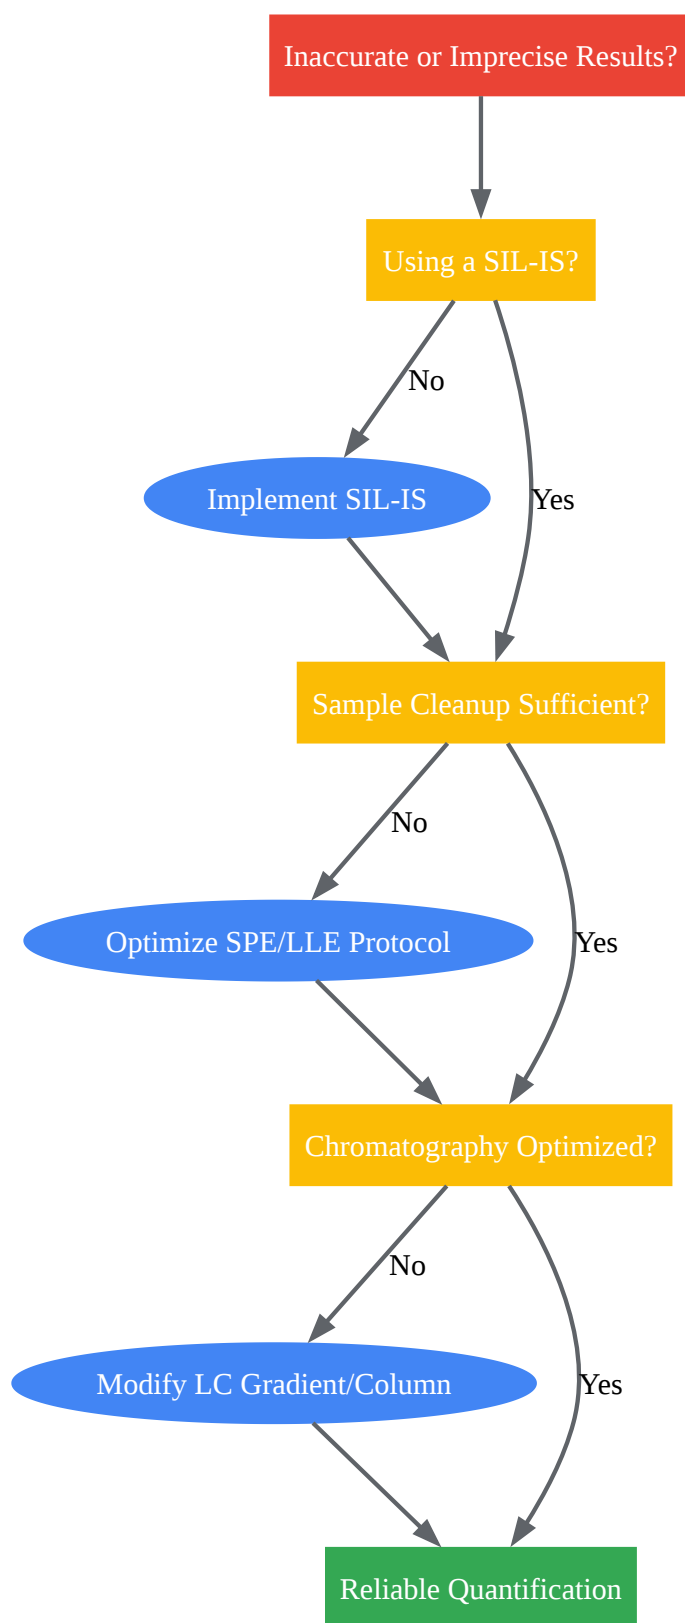 Inaccurate or Imprecise Results?
Using a SIL-IS?
No
Implement SIL-IS
Yes
Sample Cleanup Sufficient?
No
Optimize SPE/LLE Protocol
Yes
Chromatography Optimized?
No
Modify LC Gradient/Column
Yes
Reliable Quantification